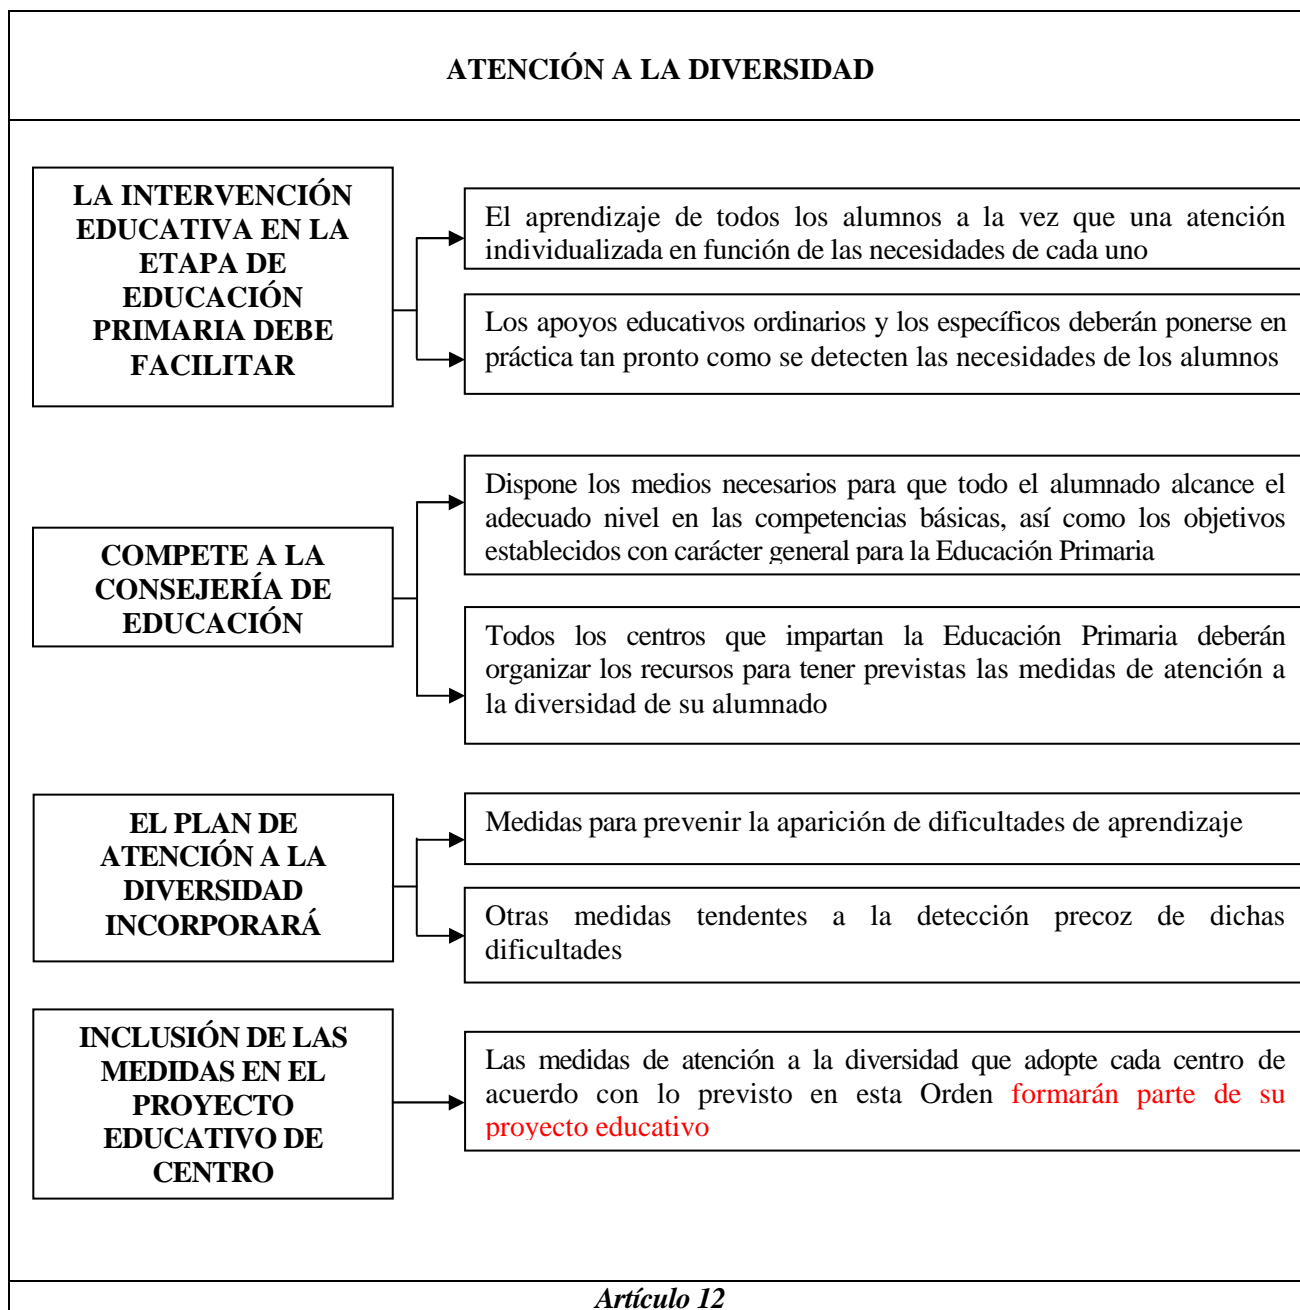 ATENCIÓN A LA DIVERSIDAD
LA INTERVENCIÓN
EDUCATIVA EN LA
ETAPA DE
EDUCACIÓN
PRIMARIA DEBE
FACILITAR
El aprendizaje de todos los alumnos a la vez que una atención
individualizada en función de las necesidades de cada uno
Los apoyos educativos ordinarios y los específicos deberán ponerse en
práctica tan pronto como se detecten las necesidades de los alumnos
COMPETE A LA
CONSEJERÍA DE
EDUCACIÓN
Dispone los medios necesarios para que todo el alumnado alcance el
adecuado nivel en las competencias básicas, así como los objetivos
establecidos con carácter general para la Educación Primaria
Todos los centros que impartan la Educación Primaria deberán
organizar los recursos para tener previstas las medidas de atención a
la diversidad de su alumnado
EL PLAN DE
ATENCIÓN A LA
DIVERSIDAD
INCORPORARÁ
Medidas para prevenir la aparición de dificultades de aprendizaje
Otras medidas tendentes a la detección precoz de dichas
dificultades
INCLUSIÓN DE LAS
MEDIDAS EN EL
PROYECTO
EDUCATIVO DE
CENTRO
Las medidas de atención a la diversidad que adopte cada centro de
acuerdo con lo previsto en esta Orden formarán parte de su
proyecto educativo
Artículo 12